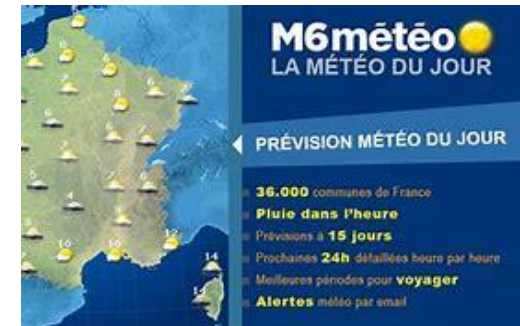 M6météo
LA MÉTÉO DU JOUR
PRÉVISION MÉTÉO DU JOUR
36.000 communes de France
Pluie dans l'heure
Prévisions à 15 jours
Prochaines 24h détaillées heure par heure
Meilleures périodes pour voyager
Alertes météo par email